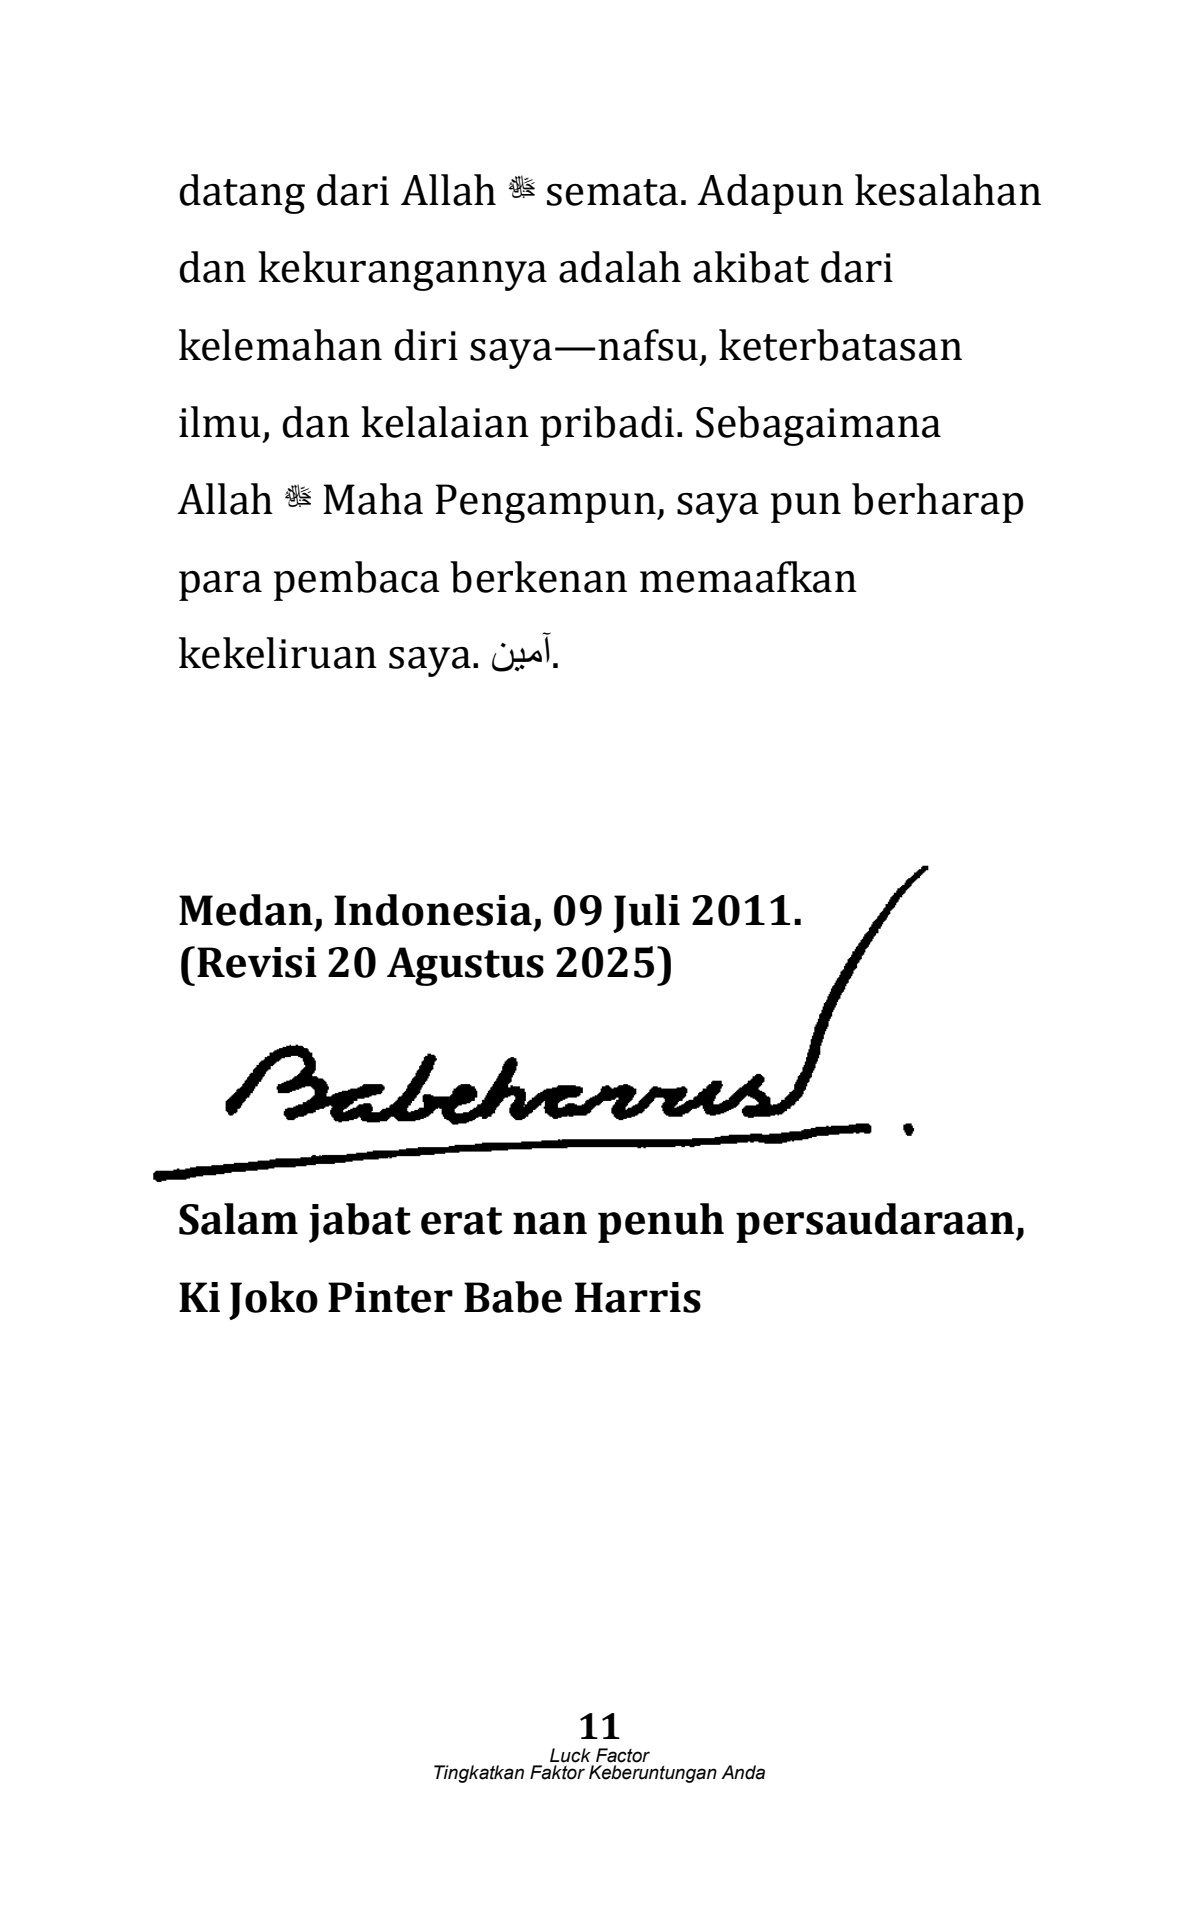 datang dari Allah ﷻ semata. Adapun kesalahan
dan kekurangannya adalah akibat dari
kelemahan diri saya—nafsu, keterbatasan
ilmu, dan kelalaian pribadi. Sebagaimana
Allah ﷻ Maha Pengampun, saya pun berharap
para pembaca berkenan memaafkan
kekeliruan saya. آمين.
Medan, Indonesia, 09 Juli 2011.
(Revisi 20 Agustus 2025)
Babeharris
Salam jabat erat nan penuh persaudaraan,
Ki Joko Pinter Babe Harris
11
Luck Factor
Tingkatkan Faktor Keberuntungan Anda